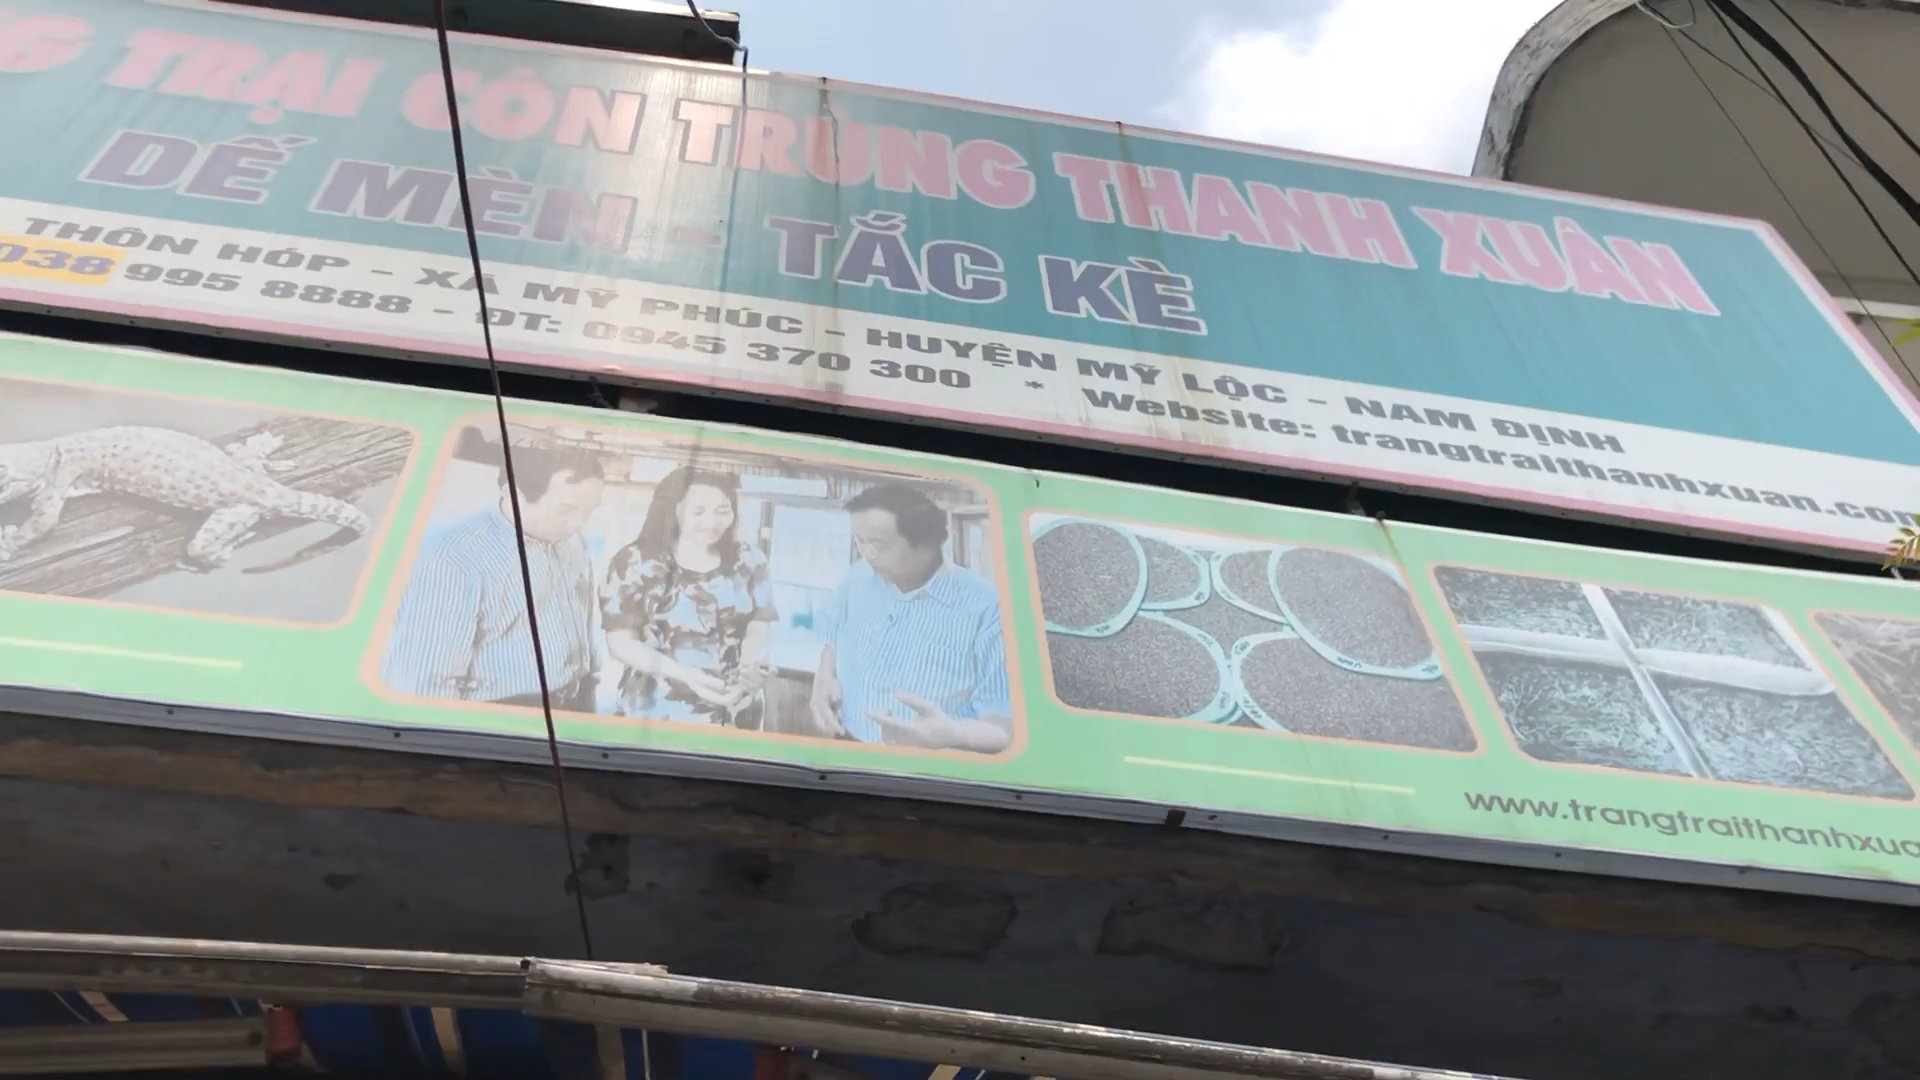 G TRẠI CÔN TRÙNG THANH XUÂN
DẾ MÈN - TẮC KÈ
THÔN HÓP - XÃ MỸ PHÚC - HUYỆN MỸ LỘC - NAM ĐỊNH
038 995 8888 - ĐT: 0945 370 300 * Website: trangtraithanhxuan.com
www.trangtraithanhxua